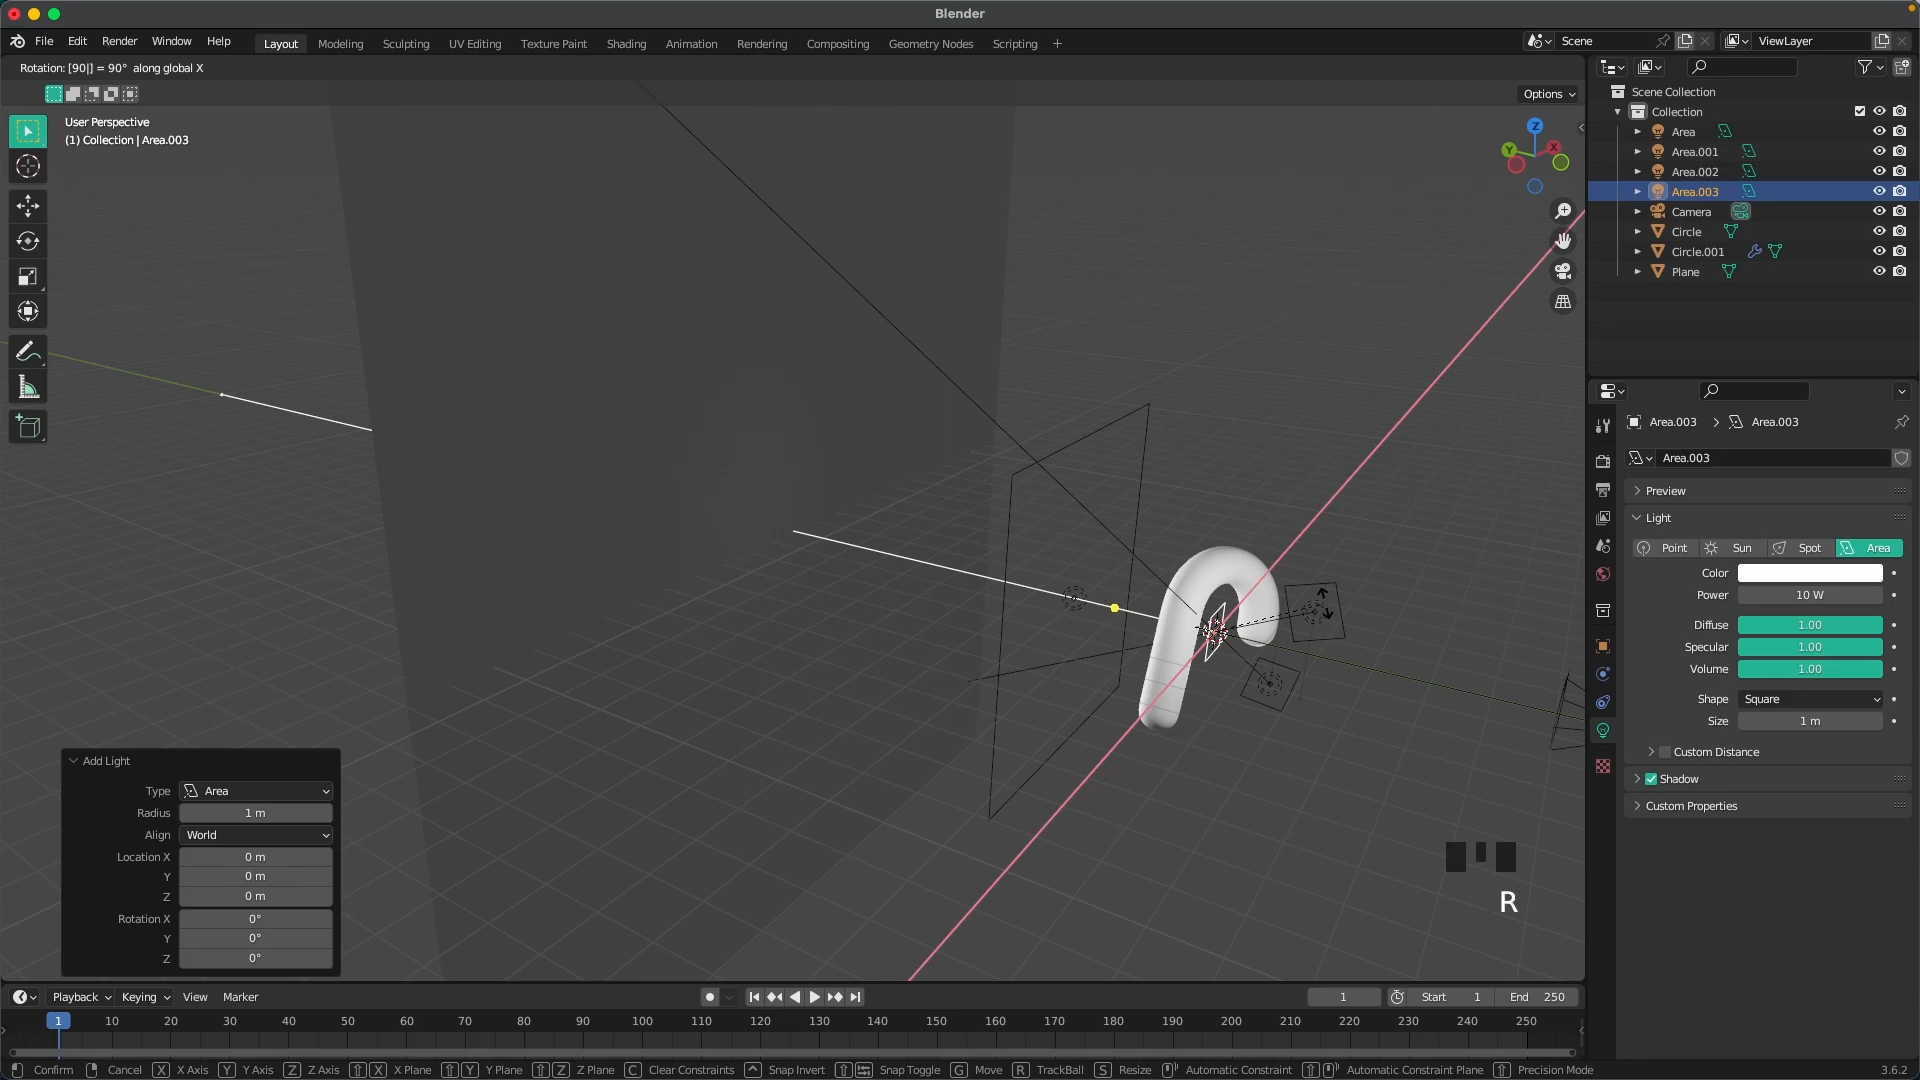 Blender
File Edit Render Window Help
Layout Modeling Sculpting UV Editing Texture Paint Shading Animation Rendering Compositing Geometry Nodes Scripting +
Scene
ViewLayer
Rotation: [90|] = 90° along global X
Options
User Perspective
(1) Collection | Area.003
Z
Y
X
Scene Collection
Collection
Area
Area.001
Area.002
Area.003
Camera
Circle
Circle.001
Plane
Area.003 > Area.003
Area.003
Preview
Light
Point Sun Spot Area
Color
Power 10 W
Diffuse 1.00
Specular 1.00
Volume 1.00
Shape Square
Size 1 m
Custom Distance
Shadow
Custom Properties
Add Light
Type Area
Radius 1 m
Align World
Location X 0 m
Y 0 m
Z 0 m
Rotation X 0°
Y 0°
Z 0°
R
Playback Keying View Marker
1 Start 1 End 250
1 10 20 30 40 50 60 70 80 90 100 110 120 130 140 150 160 170 180 190 200 210 220 230 240 250
Confirm Cancel X X Axis Y Y Axis Z Z Axis X X Plane Y Y Plane Z Z Plane C Clear Constraints Snap Invert Snap Toggle G Move R TrackBall S Resize Automatic Constraint Automatic Constraint Plane Precision Mode 3.6.2